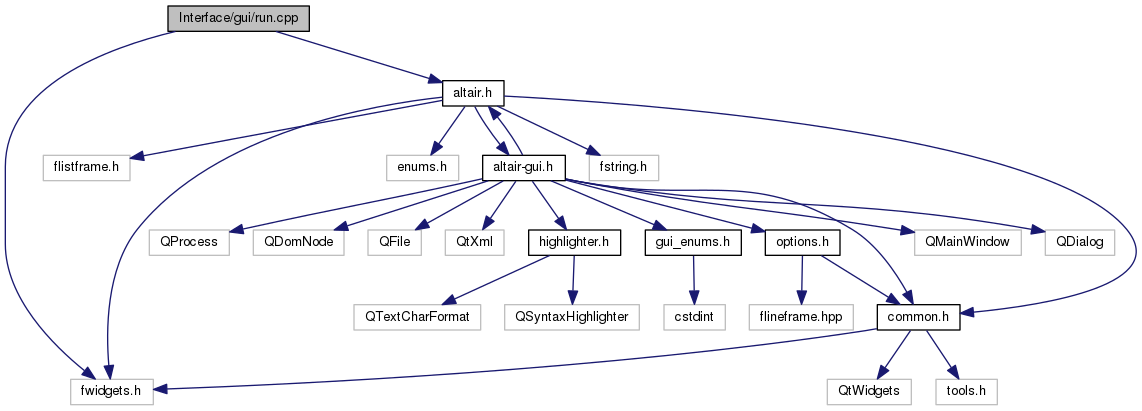 Interface/gui/run.cpp
altair.h
flistframe.h
enums.h
altair-gui.h
fstring.h
QProcess
QDomNode
QFile
QtXml
highlighter.h
gui_enums.h
options.h
QMainWindow
QDialog
QTextCharFormat
QSyntaxHighlighter
cstdint
flineframe.hpp
common.h
fwidgets.h
QtWidgets
tools.h